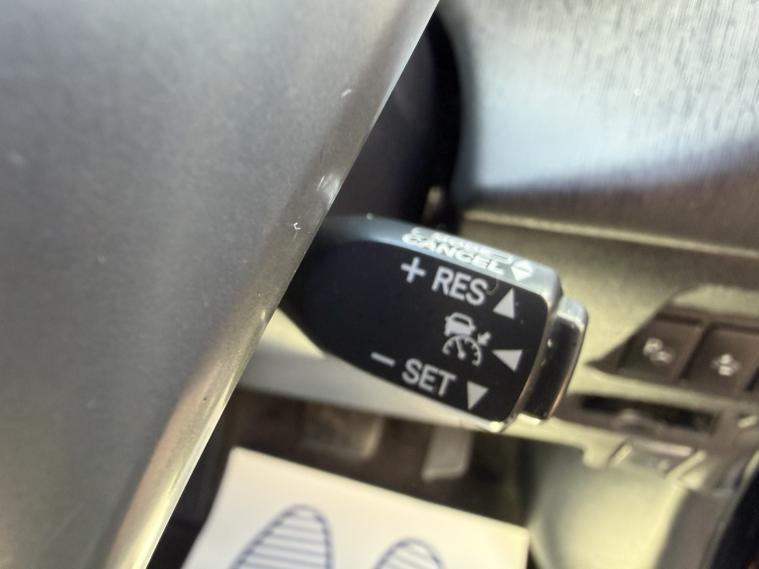 CANCEL
+ RES
- SET